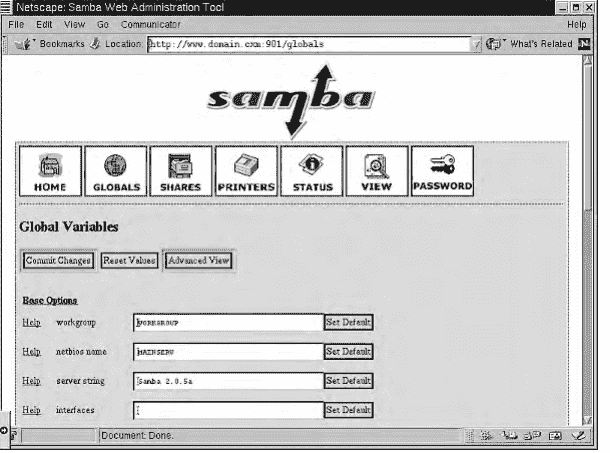 Netscape: Samba Web Administration Tool
File Edit View Go Communicator Help
Bookmarks Location: http://www.domain.com:901/globals What's Related N
samba
HOME GLOBALS SHARES PRINTERS STATUS VIEW PASSWORD
Global Variables
Commit Changes Reset Values Advanced View
Base Options
Help workgroup WORKGROUP Set Default
Help netbios name MAINSERV Set Default
Help server string Samba 2.0.5a Set Default
Help interfaces Set Default
Document: Done.